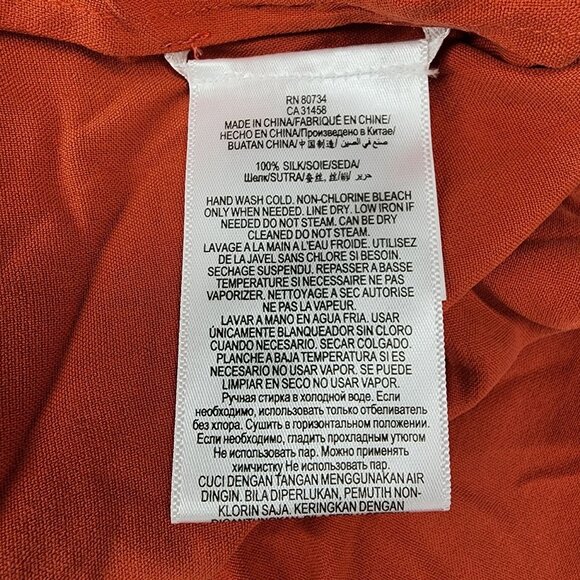 RN 80734
CA 31458
MADE IN CHINA/FABRIQUÉ EN CHINE/
HECHO EN CHINA/Произведено в Китае/
BUATAN CHINA/中国制造/ صنع في الصين
100% SILK/SOIE/SEDA/
Шелк/SUTRA/蚕丝, 丝/絹/ حرير
HAND WASH COLD. NON-CHLORINE BLEACH
ONLY WHEN NEEDED. LINE DRY. LOW IRON IF
NEEDED DO NOT STEAM. CAN BE DRY
CLEANED DO NOT STEAM.
LAVAGE A LA MAIN A L'EAU FROIDE. UTILISEZ
DE LA JAVEL SANS CHLORE SI BESOIN.
SECHAGE SUSPENDU. REPASSER A BASSE
TEMPERATURE SI NÉCESSAIRE NE PAS
VAPORIZER. NETTOYAGE A SEC AUTORISE
NE PAS LA VAPEUR.
LAVAR A MANO EN AGUA FRIA. USAR
ÚNICAMENTE BLANQUEADOR SIN CLORO
CUANDO NECESARIO. SECAR COLGADO.
PLANCHE A BAJA TEMPERATURA SI ES
NECESARIO NO USAR VAPOR. SE PUEDE
LIMPIAR EN SECO NO USAR VAPOR.
Ручная стирка в холодной воде. Если
необходимо, использовать только отбеливатель
без хлора. Сушить в горизонтальном положении.
Если необходимо, гладить прохладным утюгом
Не использовать пар. Можно применять
химчистку Не использовать пар.
CUCI DENGAN TANGAN MENGGUNAKAN AIR
DINGIN. BILA DIPERLUKAN, PEMUTIH NON-
KLORIN SAJA. KERINGKAN DENGAN